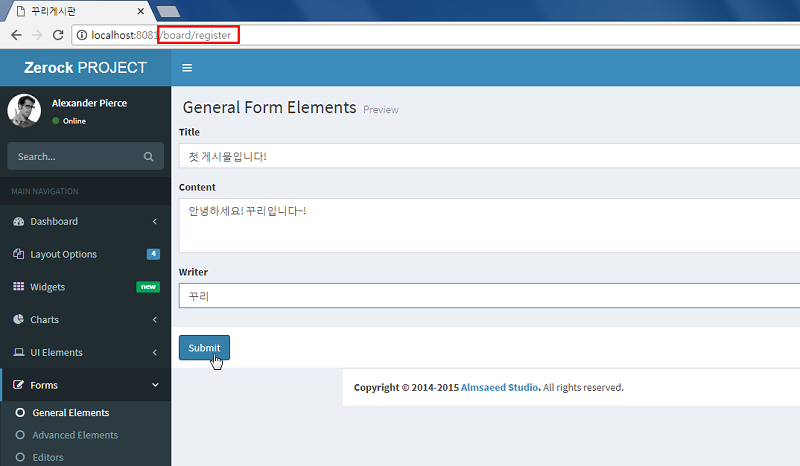 꾸리게시판
localhost:8081/board/register
Zerock PROJECT
Alexander Pierce
Online
Search...
MAIN NAVIGATION
Dashboard
Layout Options 4
Widgets new
Charts
UI Elements
Forms
General Elements
Advanced Elements
Editors
General Form Elements Preview
Title
첫 게시물입니다!
Content
안녕하세요! 꾸리입니다~!
Writer
꾸리
Submit
Copyright © 2014-2015 Almsaeed Studio. All rights reserved.